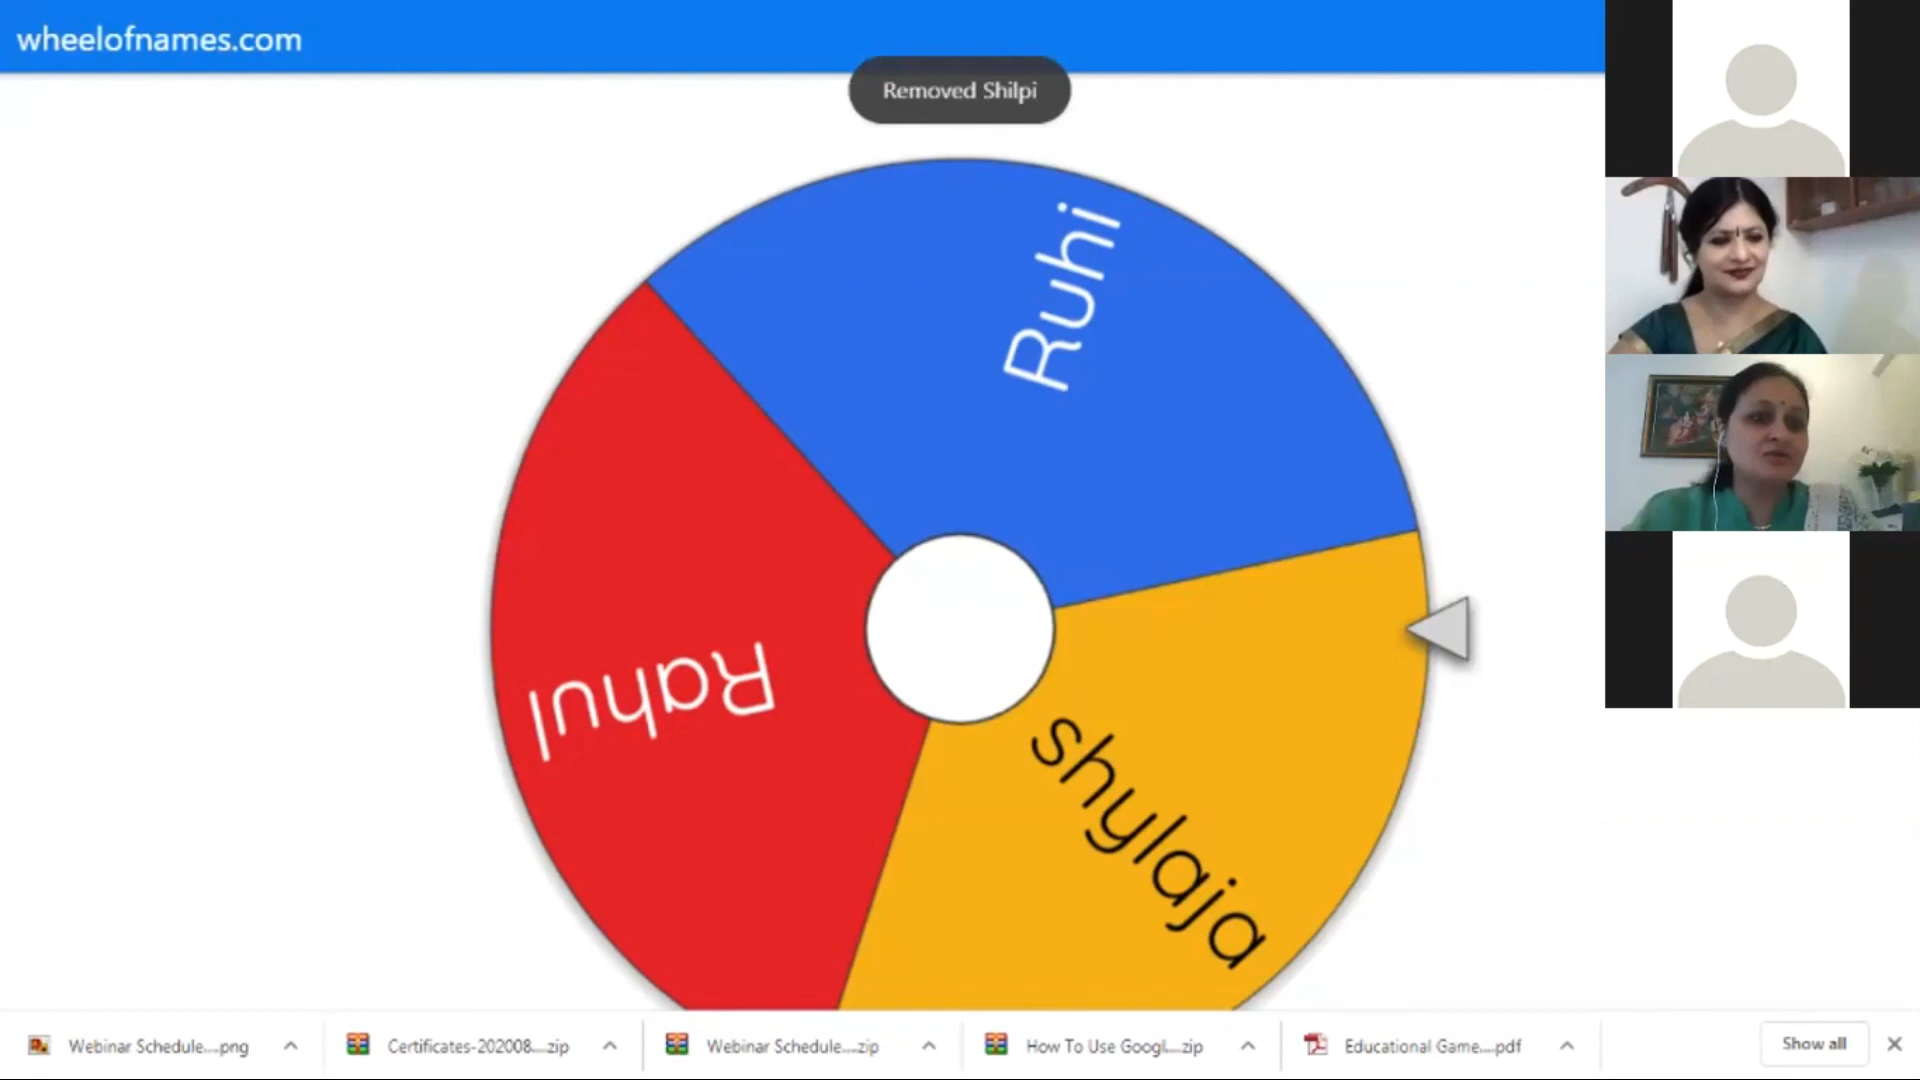 wheelofnames.com
Removed Shilpi
Ruhi
Rahul
shylaja
Webinar Schedule....png
Certificates-202008....zip
Webinar Schedule....zip
How To Use Googl....zip
Educational Game....pdf
Show all